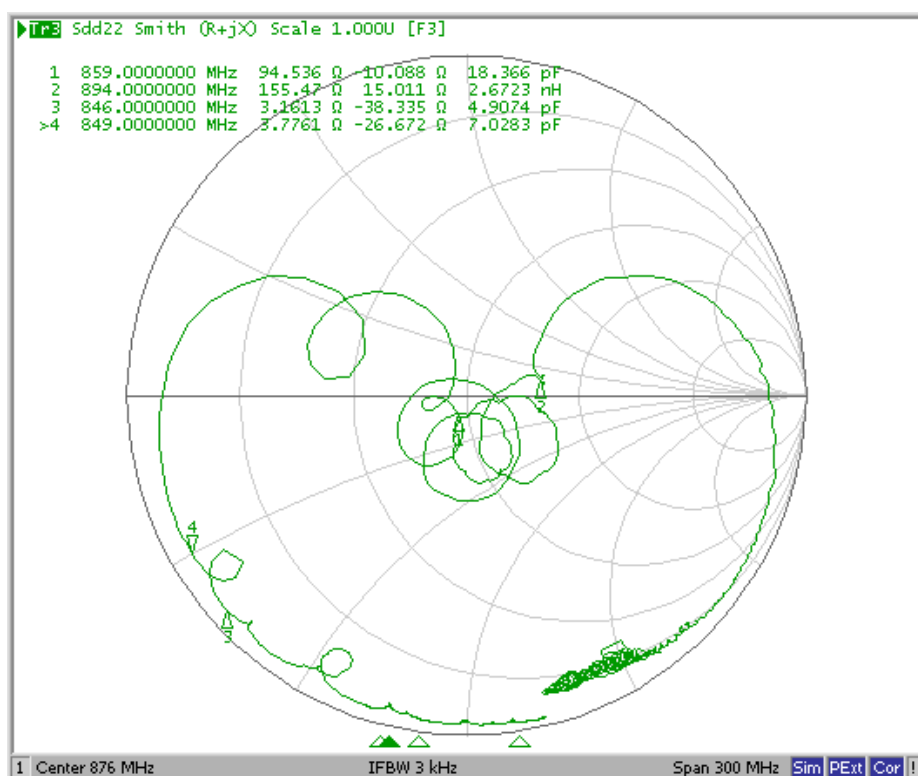 Tr3 Sdd22 Smith (R+jX) Scale 1.000U [F3]
1 859.0000000 MHz 94.536 Ω -10.088 Ω 18.366 pF
2 894.0000000 MHz 155.47 Ω 15.011 Ω 2.6723 nH
3 846.0000000 MHz 3.1613 Ω -38.335 Ω 4.9074 pF
>4 849.0000000 MHz 3.7761 Ω -26.672 Ω 7.0283 pF
2
1
4
3
1 Center 876 MHz IFBW 3 kHz Span 300 MHz Sim PExt Cor !